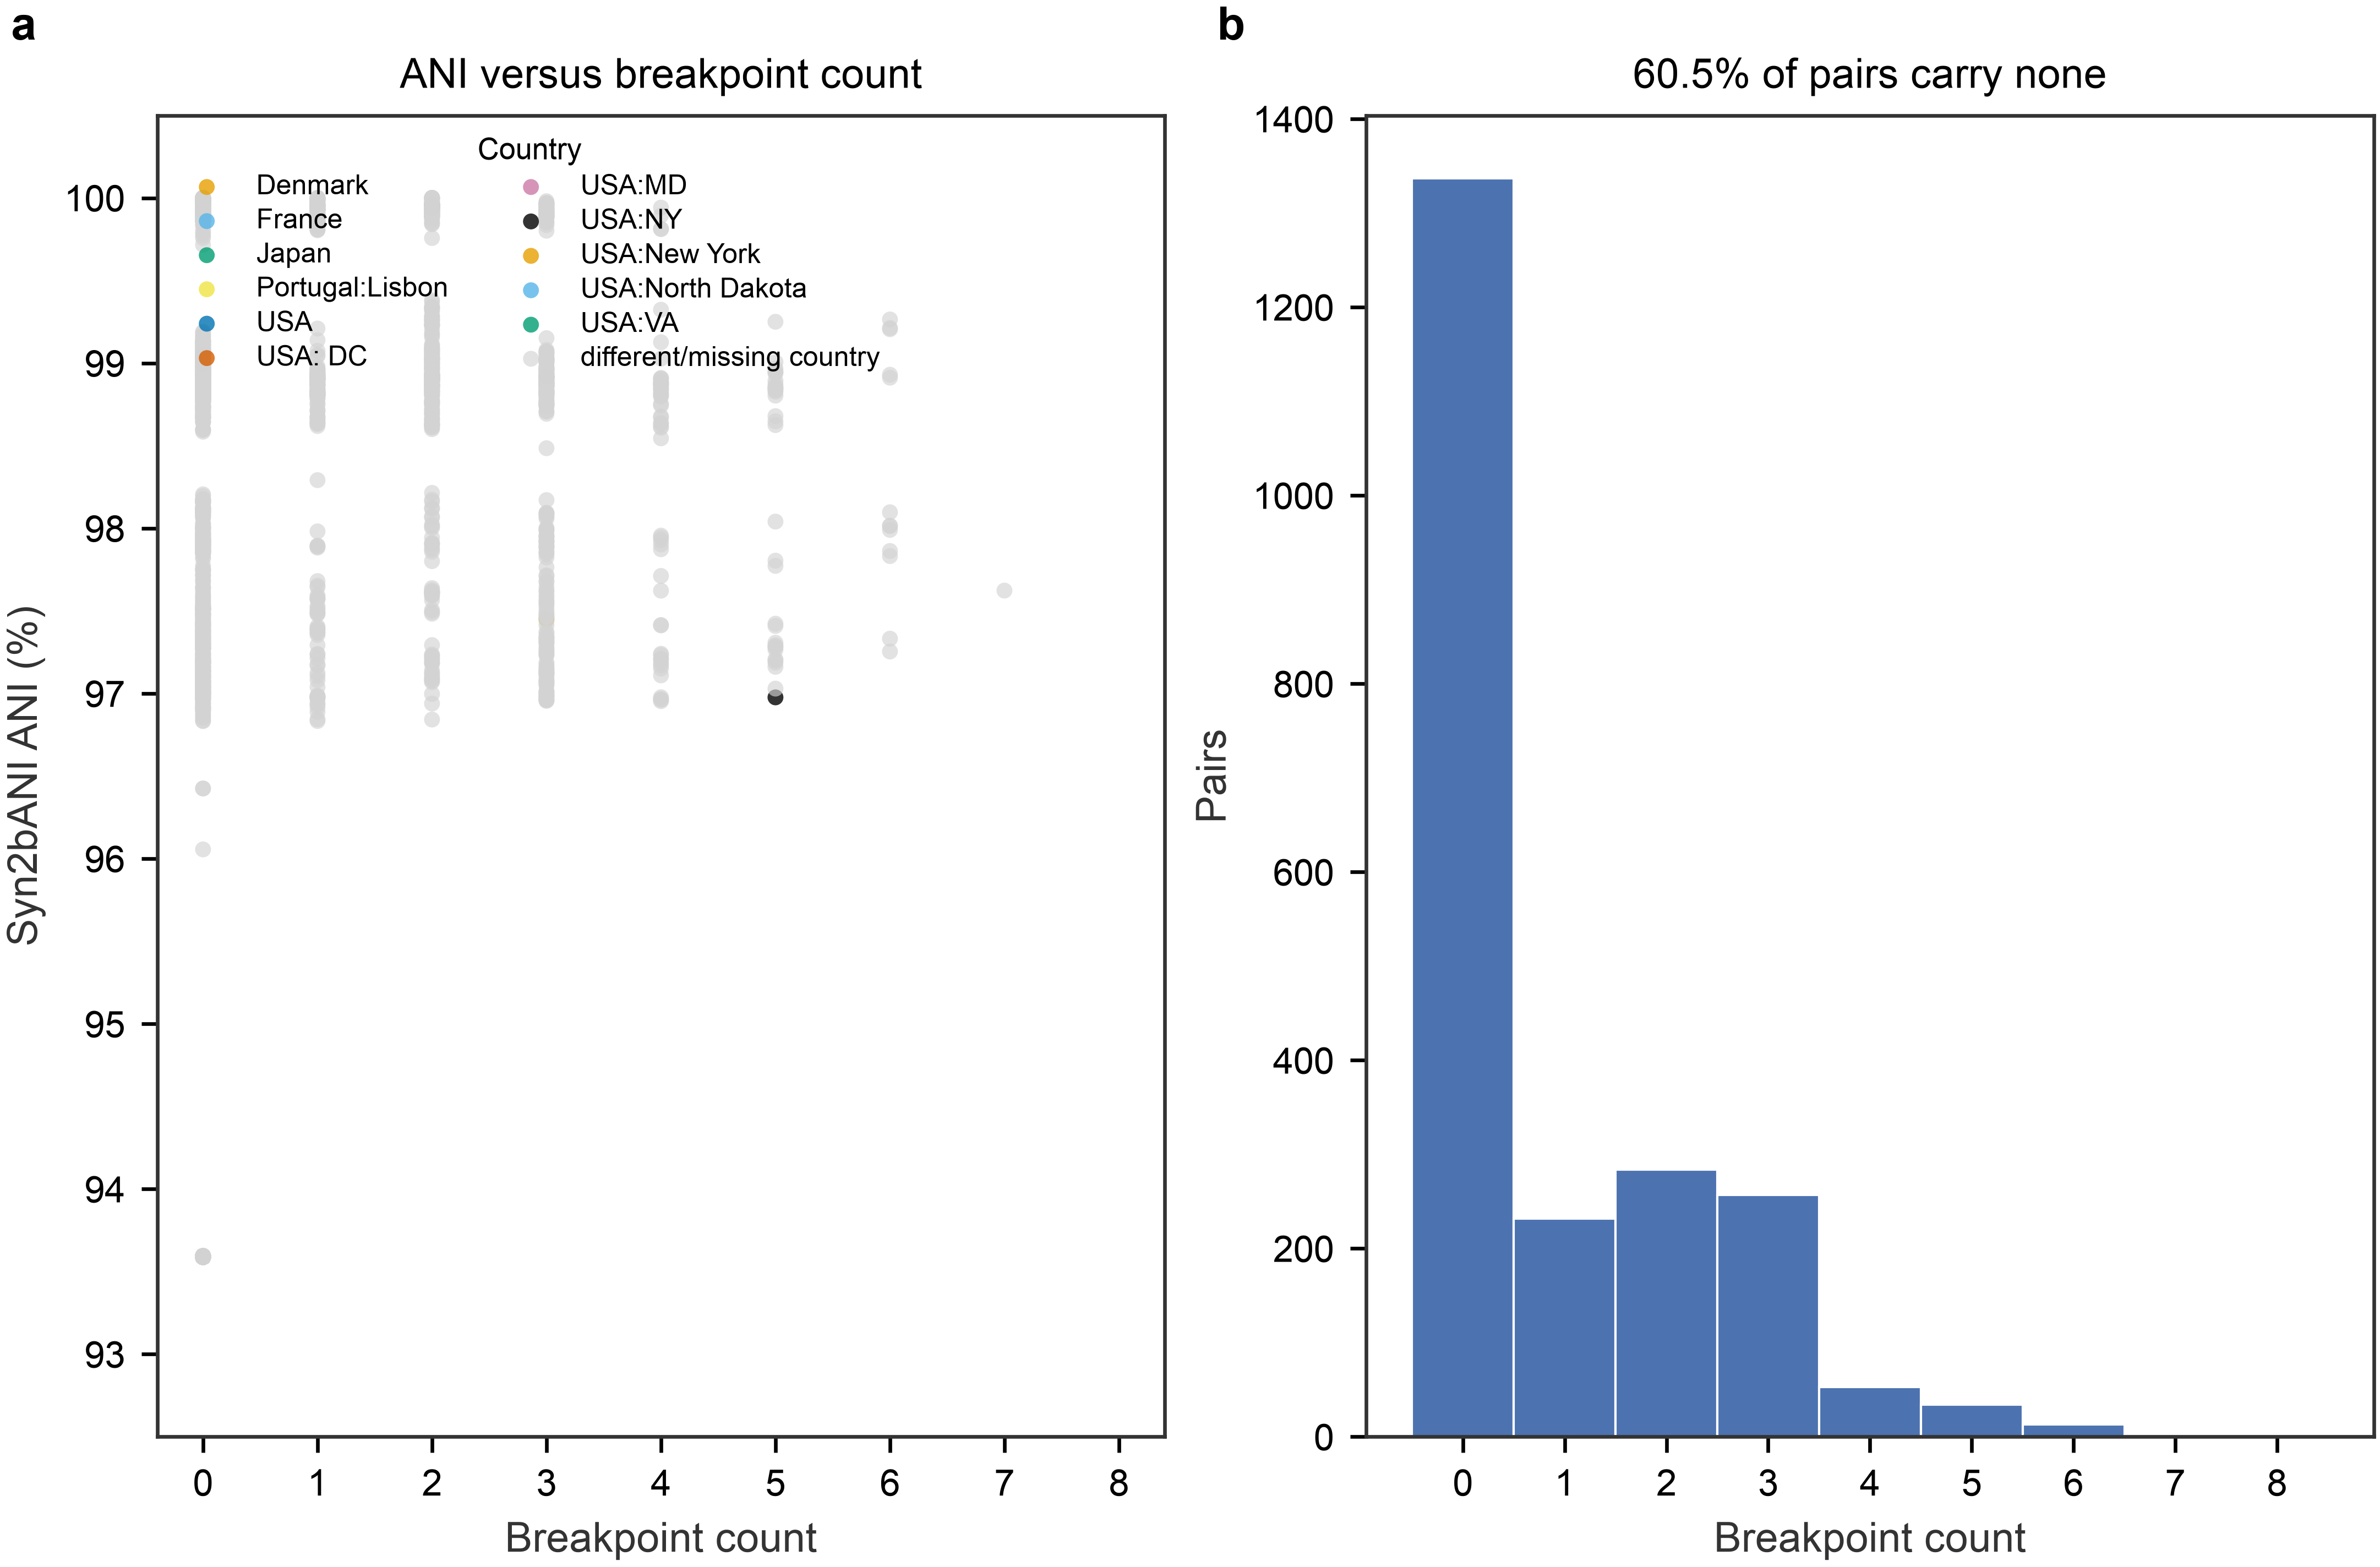 a
ANI versus breakpoint count
Country
Denmark
France
Japan
Portugal:Lisbon
USA
USA: DC
USA:MD
USA:NY
USA:New York
USA:North Dakota
USA:VA
different/missing country
100
99
98
97
96
95
94
93
Syn2bANI ANI (%)
0 1 2 3 4 5 6 7 8
Breakpoint count
b
60.5% of pairs carry none
1400
1200
1000
800
600
400
200
0
Pairs
0 1 2 3 4 5 6 7 8
Breakpoint count